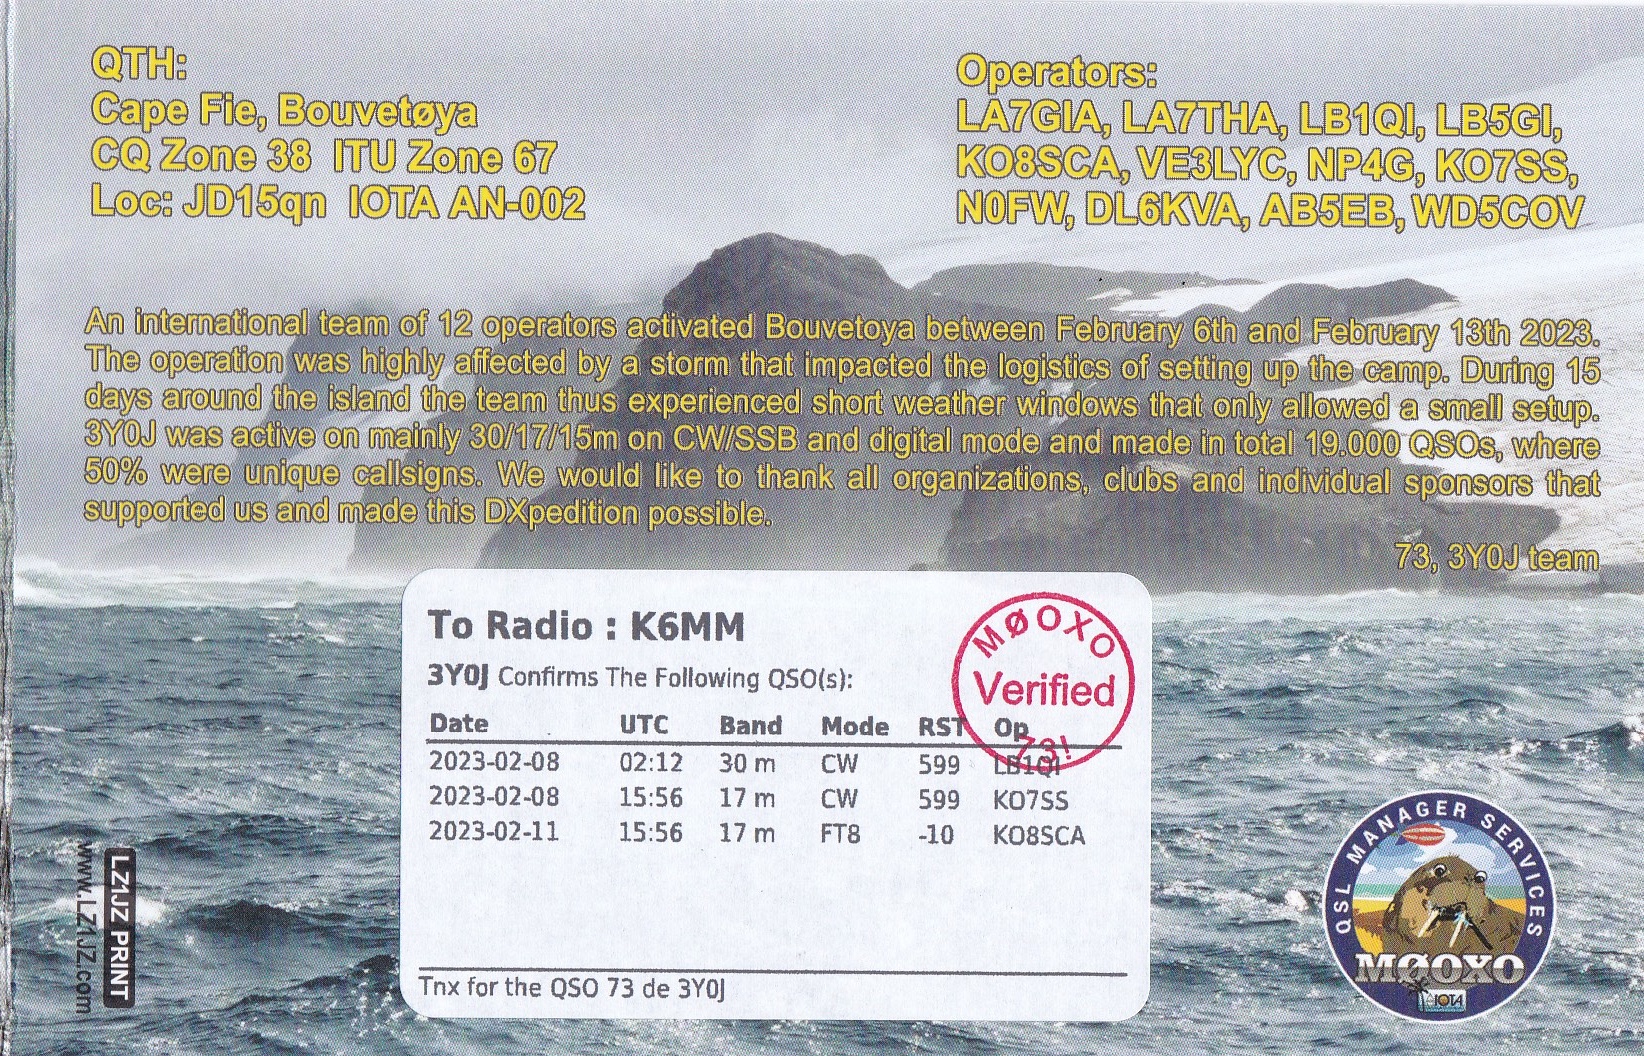 QTH:
Cape Fie, Bouvetøya
CQ Zone 38 ITU Zone 67
Loc: JD15qn IOTA AN-002
Operators:
LA7GIA, LA7THA, LB1QI, LB5GI,
KO8SCA, VE3LYC, NP4G, KO7SS,
N0FW, DL6KVA, AB5EB, WD5COV
An international team of 12 operators activated Bouvetoya between February 6th and February 13th 2023.
The operation was highly affected by a storm that impacted the logistics of setting up the camp. During 15
days around the island the team thus experienced short weather windows that only allowed a small setup.
3Y0J was active on mainly 30/17/15m on CW/SSB and digital mode and made in total 19.000 QSOs, where
50% were unique callsigns. We would like to thank all organizations, clubs and individual sponsors that
supported us and made this DXpedition possible.
73, 3Y0J team
To Radio : K6MM
3Y0J Confirms The Following QSO(s):
MØOXO
Verified
73!
Date UTC Band Mode RST Op
2023-02-08 02:12 30 m CW 599 LB1QI
2023-02-08 15:56 17 m CW 599 KO7SS
2023-02-11 15:56 17 m FT8 -10 KO8SCA
Tnx for the QSO 73 de 3Y0J
LZ1JZ PRINT
www.LZ1JZ.com
QSL MANAGER SERVICES
MØOXO
IOTA